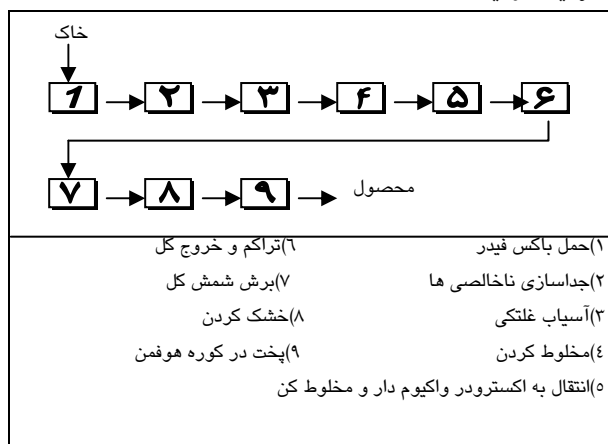 خاک
1 ۲ ۳ ۴ ۵ ۶
۷ ۸ ۹ محصول
۱)حمل باکس فیدر ۶)تراکم و خروج گل
۲)جداسازی ناخالصی ها ۷)برش شمش گل
۳)آسیاب غلتکی ۸)خشک کردن
٤)مخلوط کردن ۹)پخت در کوره هوفمن
۵)انتقال به اکسترودر واکیوم دار و مخلوط کن